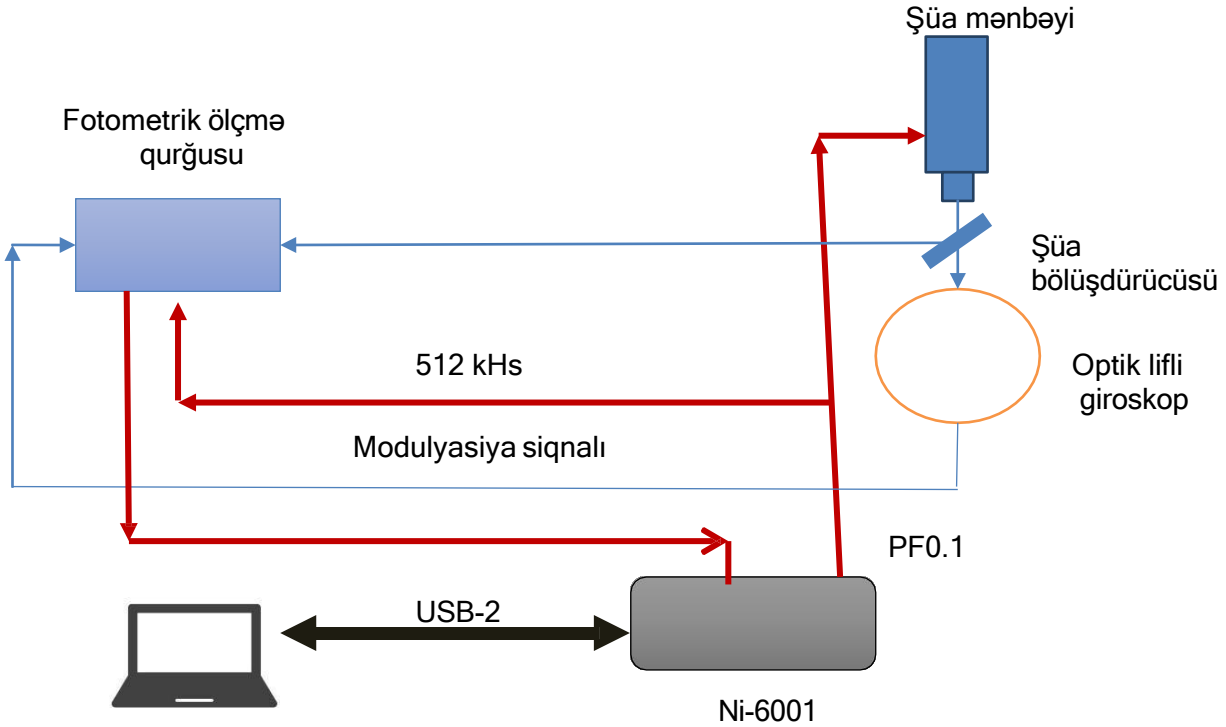 Şüa mənbəyi
Fotometrik ölçmə
qurğusu
Şüa
bölüşdürücüsü
512 kHs
Optik lifli
giroskop
Modulyasiya siqnalı
PF0.1
USB-2
Ni-6001